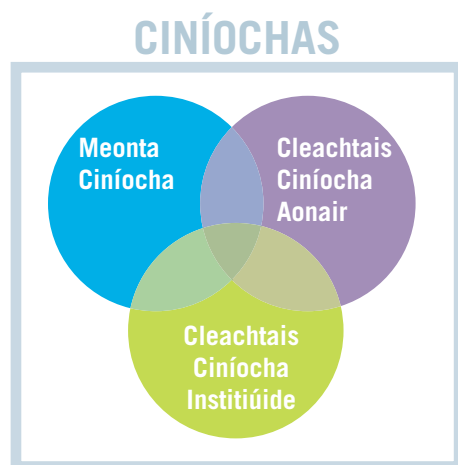 CINÍOCHAS
Meonta
Ciníocha
Cleachtais
Ciníocha
Aonair
Cleachtais
Ciníocha
Institiúide